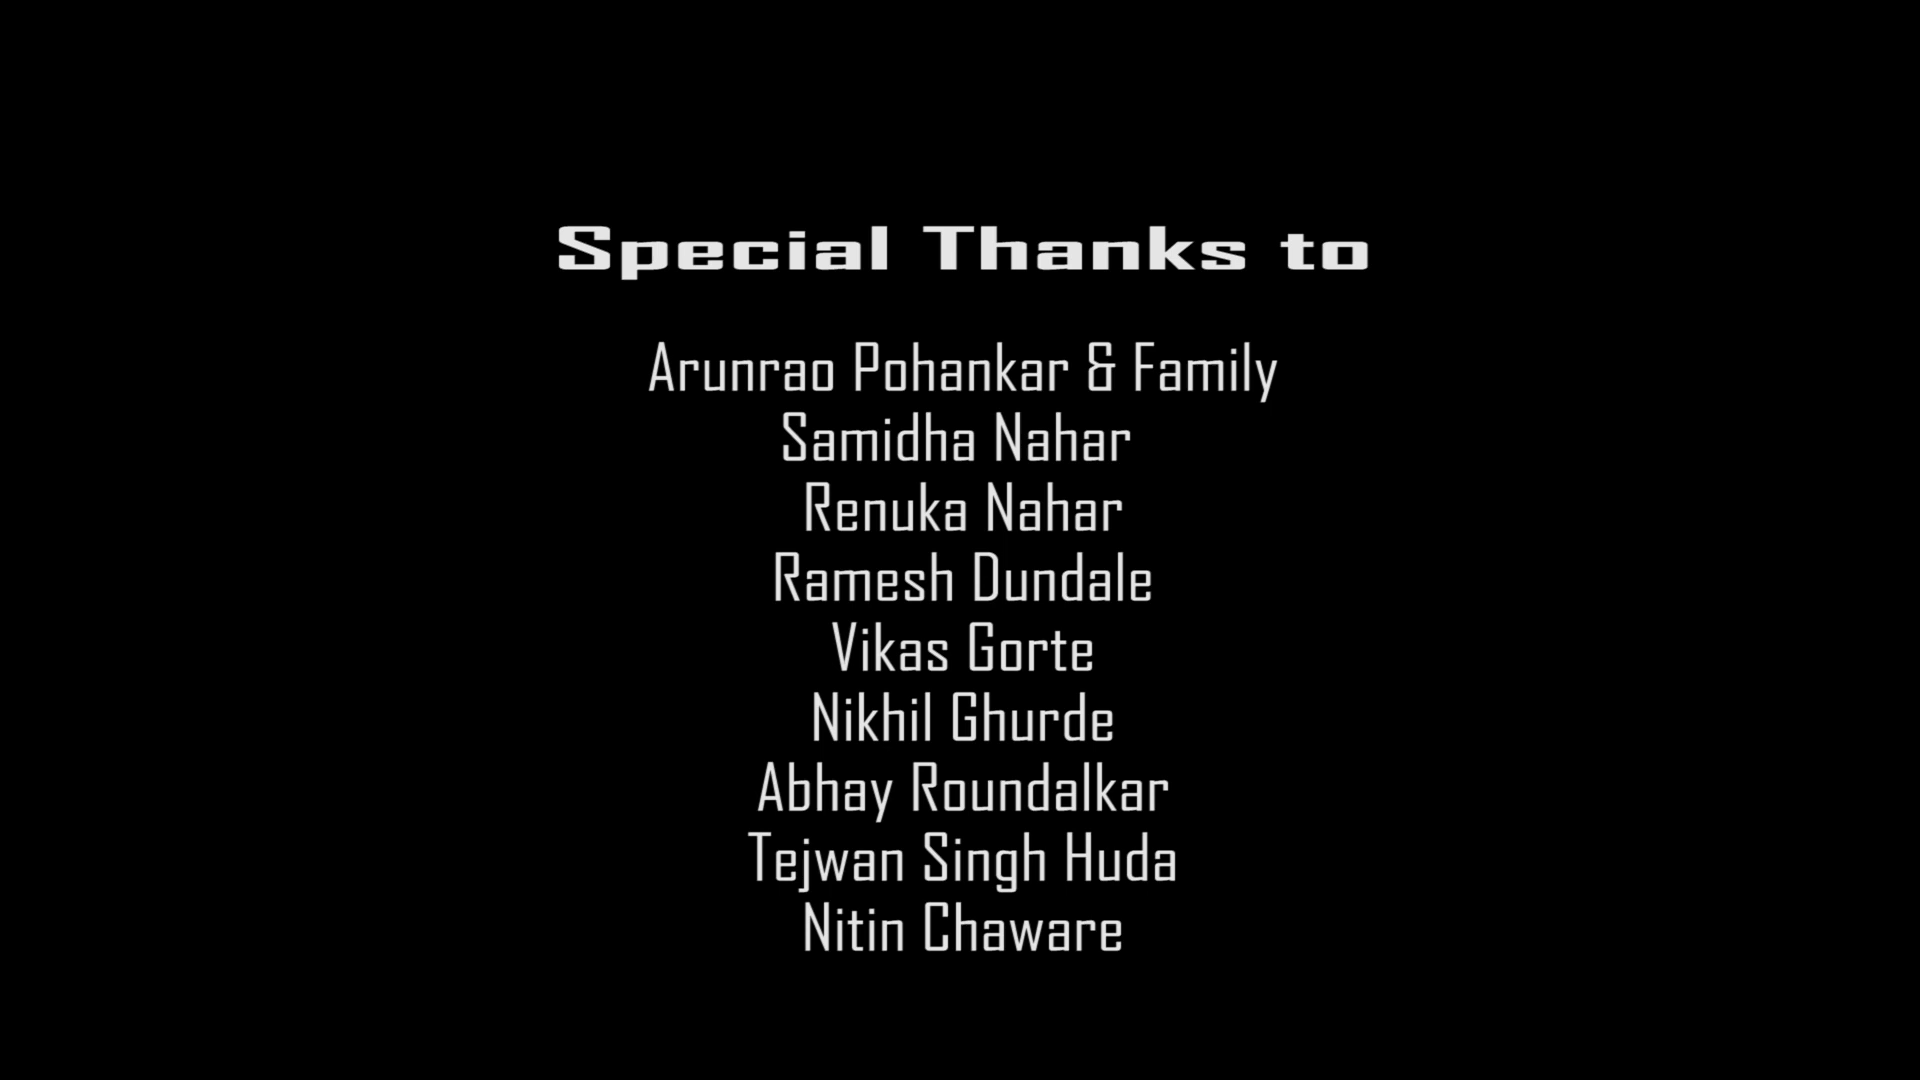 Special Thanks to
Arunrao Pohankar & Family
Samidha Nahar
Renuka Nahar
Ramesh Dundale
Vikas Gorte
Nikhil Ghurde
Abhay Roundalkar
Tejwan Singh Huda
Nitin Chaware